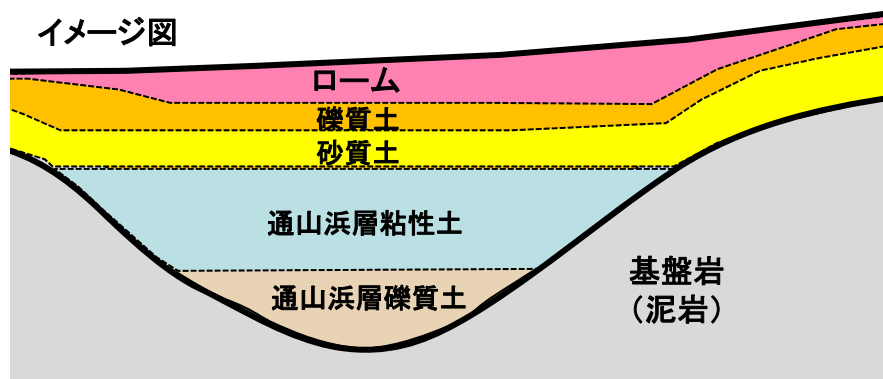 イメージ図
ローム
礫質土
砂質土
通山浜層粘性土
通山浜層礫質土
基盤岩
（泥岩）